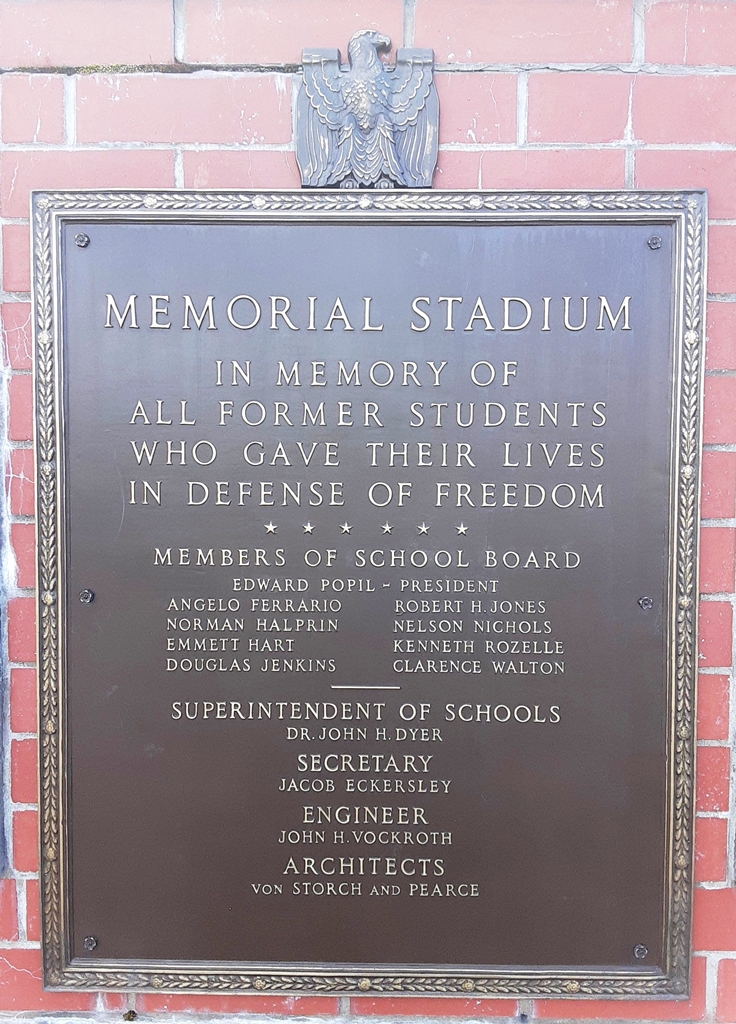 MEMORIAL STADIUM
IN MEMORY OF
ALL FORMER STUDENTS
WHO GAVE THEIR LIVES
IN DEFENSE OF FREEDOM
MEMBERS OF SCHOOL BOARD
EDWARD POPIL - PRESIDENT
ANGELO FERRARIO ROBERT H. JONES
NORMAN HALPRIN NELSON NICHOLS
EMMETT HART KENNETH ROZELLE
DOUGLAS JENKINS CLARENCE WALTON
SUPERINTENDENT OF SCHOOLS
DR. JOHN H. DYER
SECRETARY
JACOB ECKERSLEY
ENGINEER
JOHN H. VOCKROTH
ARCHITECTS
VON STORCH AND PEARCE